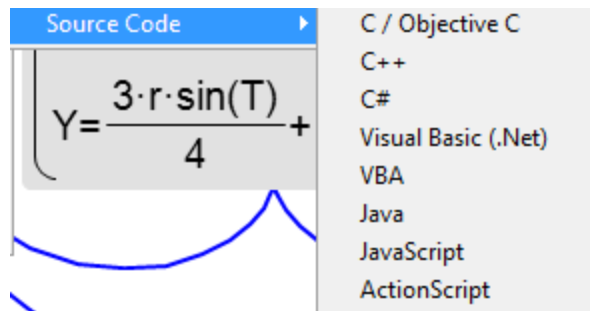 Source Code
Y=3·r·sin(T)/4+
C / Objective C
C++
C#
Visual Basic (.Net)
VBA
Java
JavaScript
ActionScript